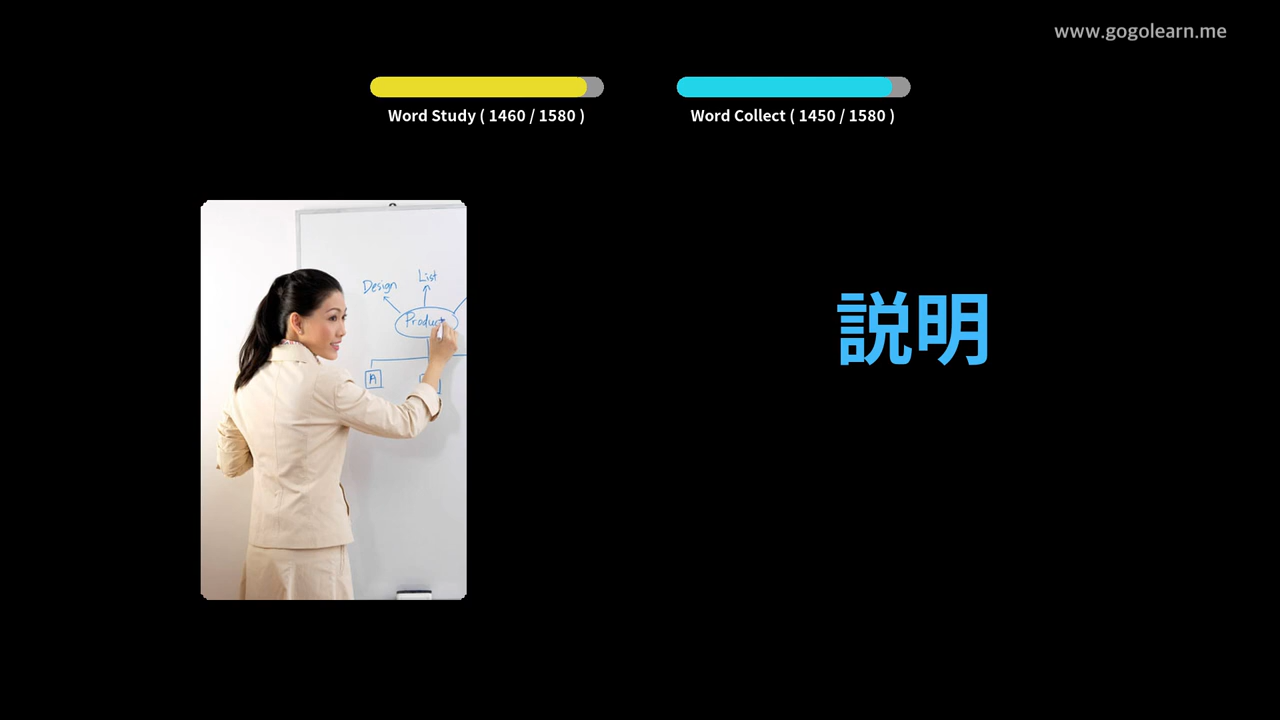 www.gogolearn.me
Word Study ( 1460 / 1580 )
Word Collect ( 1450 / 1580 )
説明
List
Design
Product
A